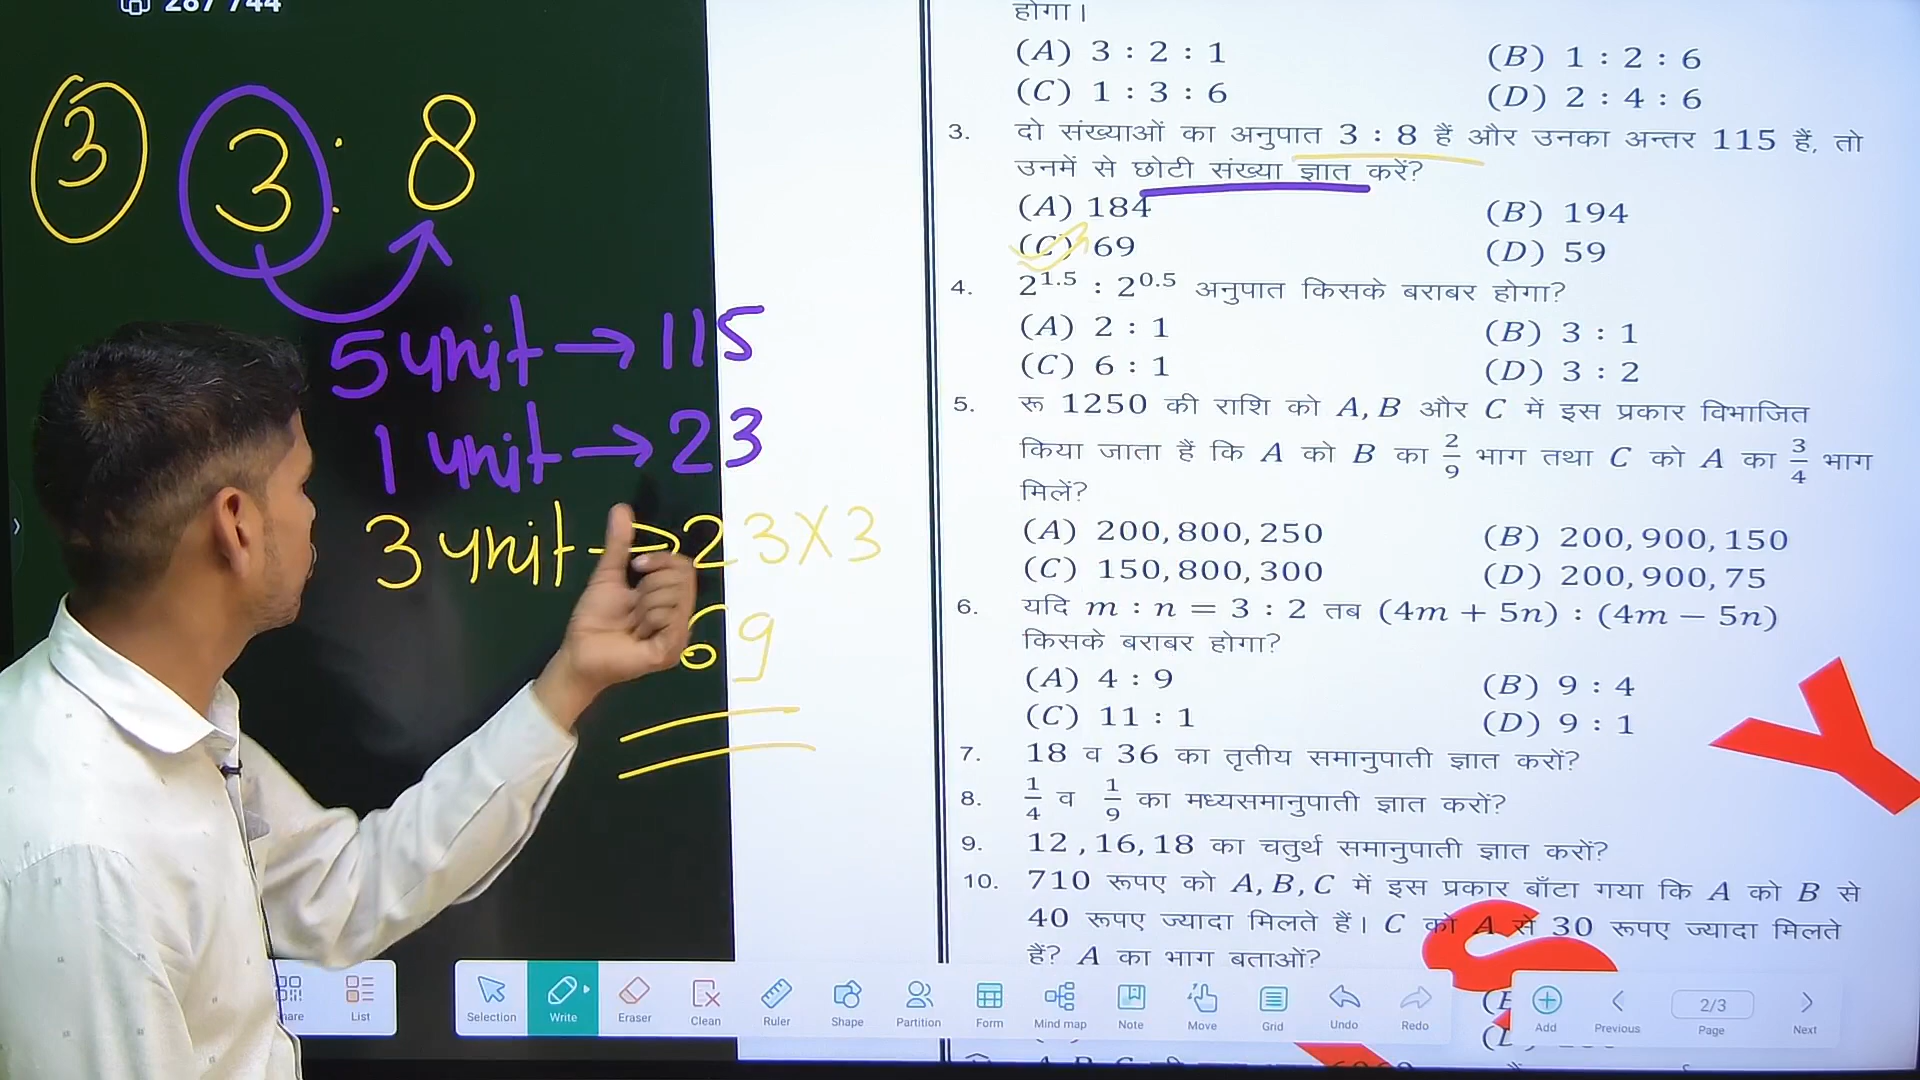 287 744
3
3 : 8
5 unit → 115
1 unit → 23
3 unit → 23 X 3
69
होगा।
(A) 3 : 2 : 1
(B) 1 : 2 : 6
(C) 1 : 3 : 6
(D) 2 : 4 : 6
3. दो संख्याओं का अनुपात 3 : 8 हैं और उनका अन्तर 115 हैं, तो
उनमें से छोटी संख्या ज्ञात करें?
(A) 184
(B) 194
(C) 69
(D) 59
4. 2^1.5 : 2^0.5 अनुपात किसके बराबर होगा?
(A) 2 : 1
(B) 3 : 1
(C) 6 : 1
(D) 3 : 2
5. रू 1250 की राशि को A, B और C में इस प्रकार विभाजित
किया जाता हैं कि A को B का 2/9 भाग तथा C को A का 3/4 भाग
मिलें?
(A) 200, 800, 250
(B) 200, 900, 150
(C) 150, 800, 300
(D) 200, 900, 75
6. यदि m : n = 3 : 2 तब (4m + 5n) : (4m − 5n)
किसके बराबर होगा?
(A) 4 : 9
(B) 9 : 4
(C) 11 : 1
(D) 9 : 1
7. 18 व 36 का तृतीय समानुपाती ज्ञात करों?
8. 1/4 व 1/9 का मध्यसमानुपाती ज्ञात करों?
9. 12 , 16, 18 का चतुर्थ समानुपाती ज्ञात करों?
10. 710 रूपए को A, B, C में इस प्रकार बाँटा गया कि A को B से
40 रूपए ज्यादा मिलते हैं। C को A से 30 रूपए ज्यादा मिलते
हैं? A का भाग बताओं?
List
Selection
Write
Eraser
Clean
Ruler
Shape
Partition
Form
Mind map
Note
Move
Grid
Undo
Redo
Add
Previous
2/3
Page
Next